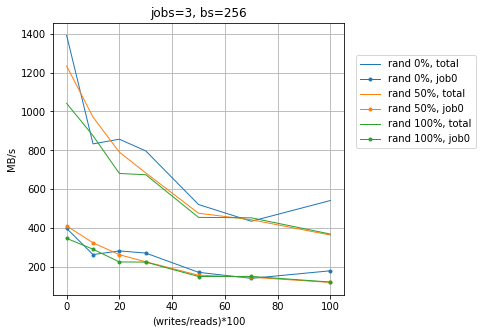 jobs=3, bs=256
1400
1200
1000
800
600
400
200
MB/s
0
20
40
60
80
100
(writes/reads)*100
rand 0%, total
rand 0%, job0
rand 50%, total
rand 50%, job0
rand 100%, total
rand 100%, job0